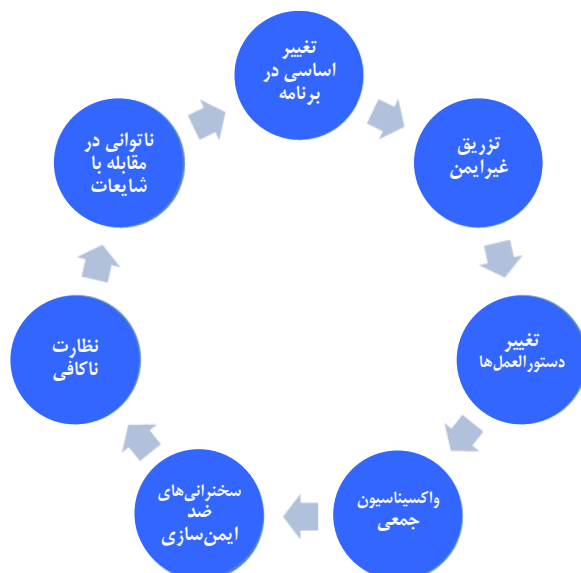 تغییر
اساسی در
برنامه
تزریق
غیرایمن
تغییر
دستورالعمل‌ها
واکسیناسیون
جمعی
سخنرانی‌های
ضد
ایمن‌سازی
نظارت
ناکافی
ناتوانی در
مقابله با
شایعات